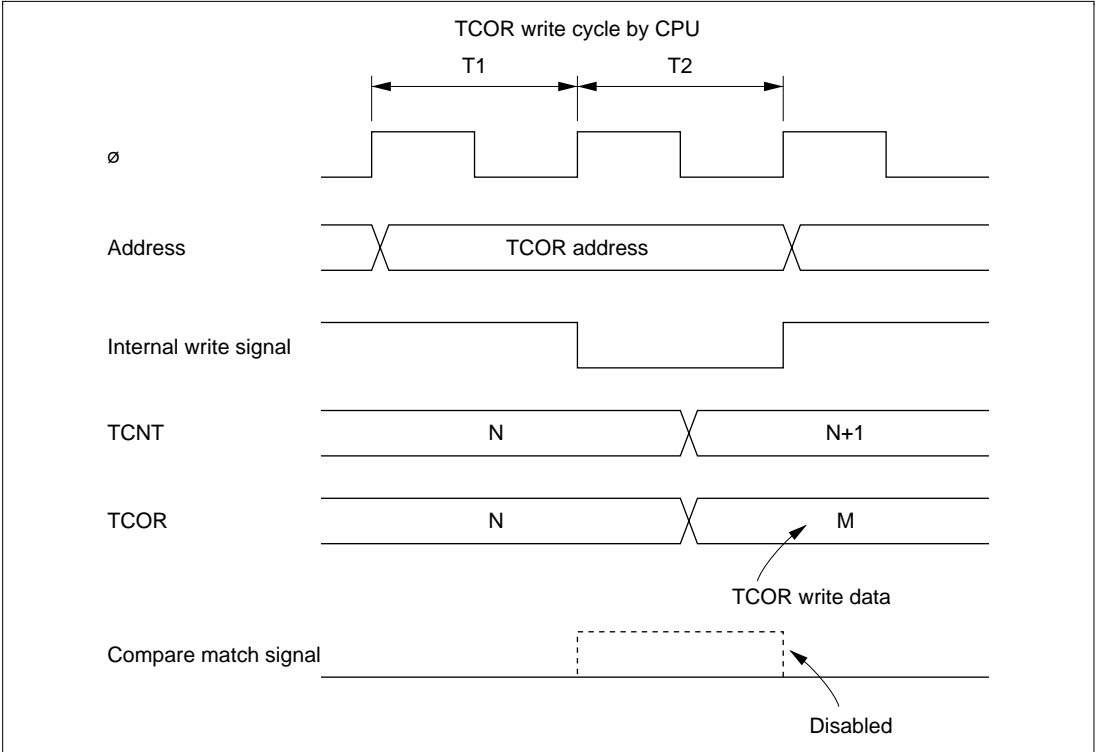 TCOR write cycle by CPU
T1 T2
ø
Address TCOR address
Internal write signal
TCNT N N+1
TCOR N M
TCOR write data
Compare match signal
Disabled